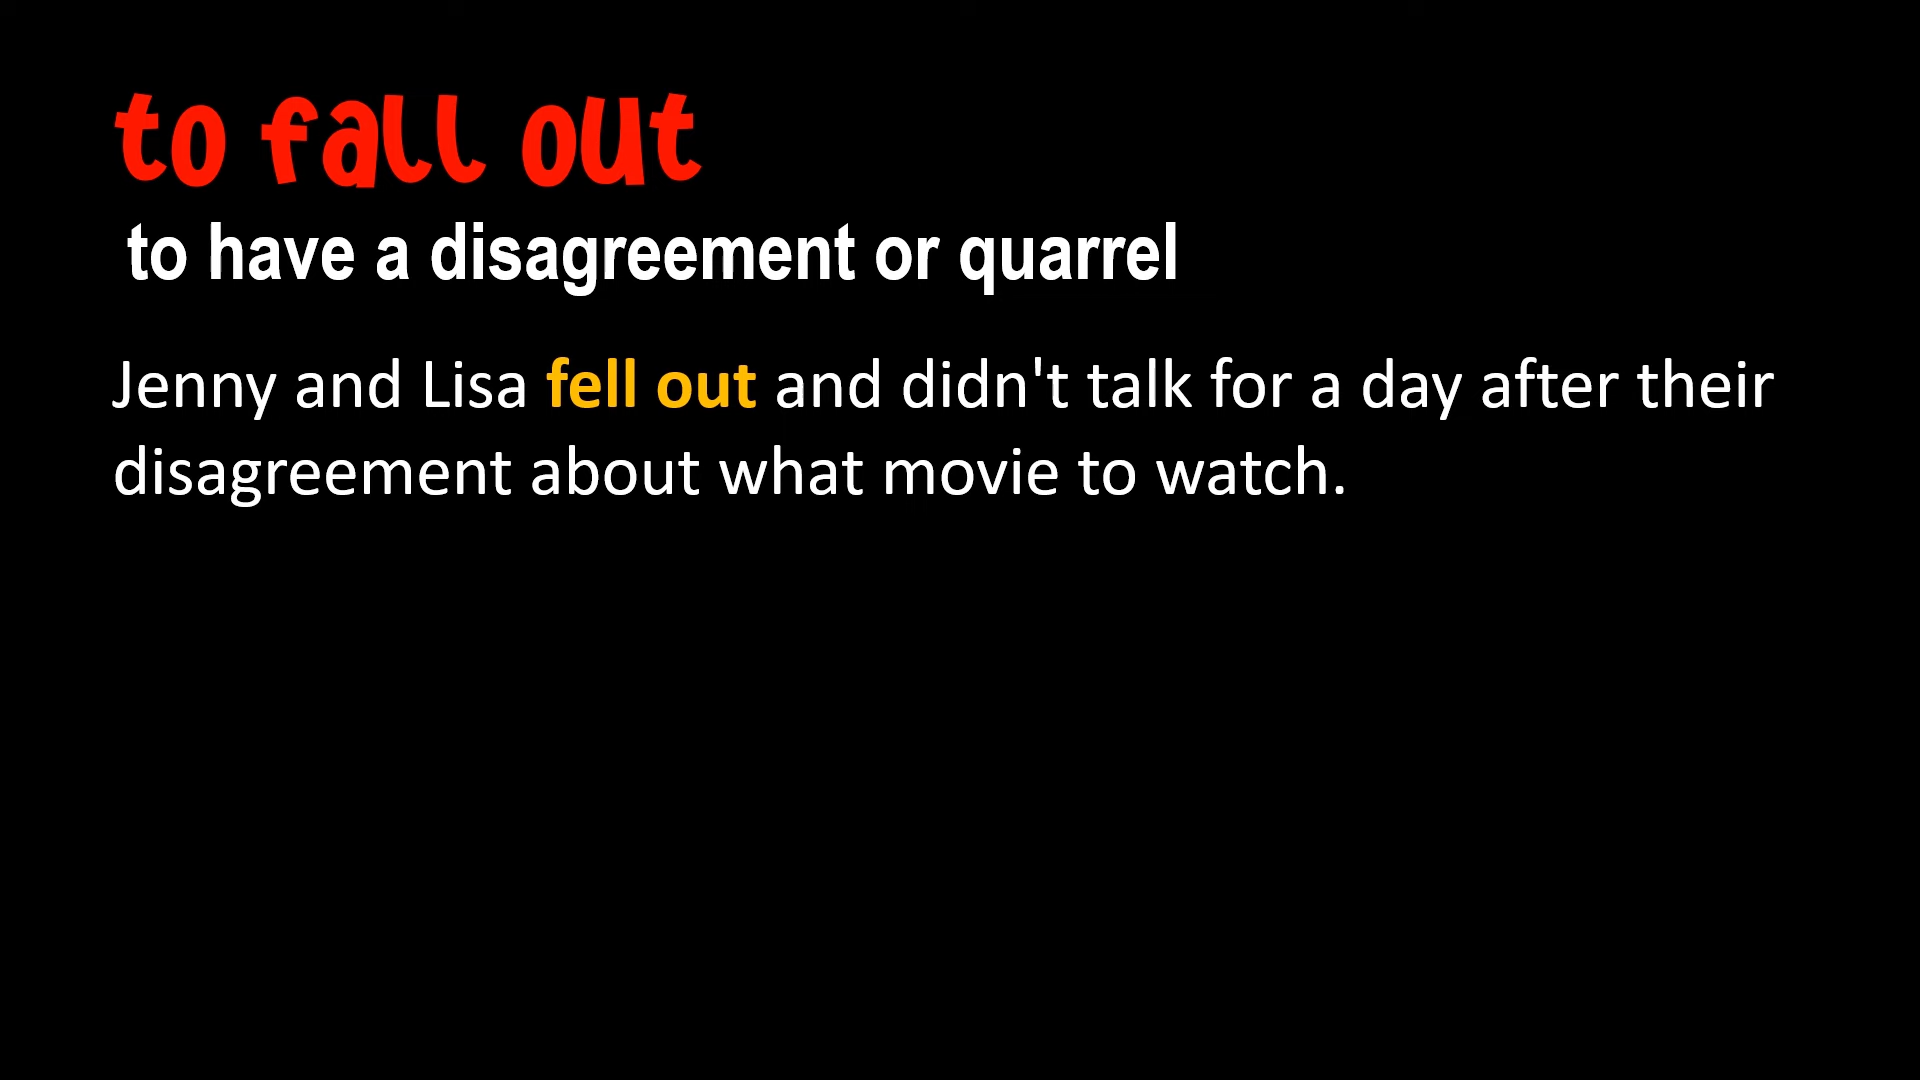 to fall out
to have a disagreement or quarrel
Jenny and Lisa fell out and didn't talk for a day after their
disagreement about what movie to watch.